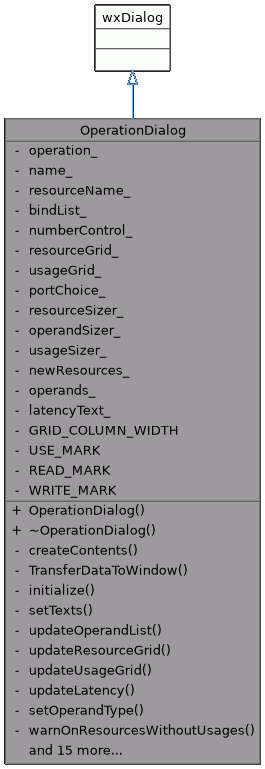 wxDialog
OperationDialog
- operation_
- name_
- resourceName_
- bindList_
- numberControl_
- resourceGrid_
- usageGrid_
- portChoice_
- resourceSizer_
- operandSizer_
- usageSizer_
- newResources_
- operands_
- latencyText_
- GRID_COLUMN_WIDTH
- USE_MARK
- READ_MARK
- WRITE_MARK
+ OperationDialog()
+ ~OperationDialog()
- createContents()
- TransferDataToWindow()
- initialize()
- setTexts()
- updateOperandList()
- updateResourceGrid()
- updateUsageGrid()
- updateLatency()
- setOperandType()
- warnOnResourcesWithoutUsages()
and 15 more...